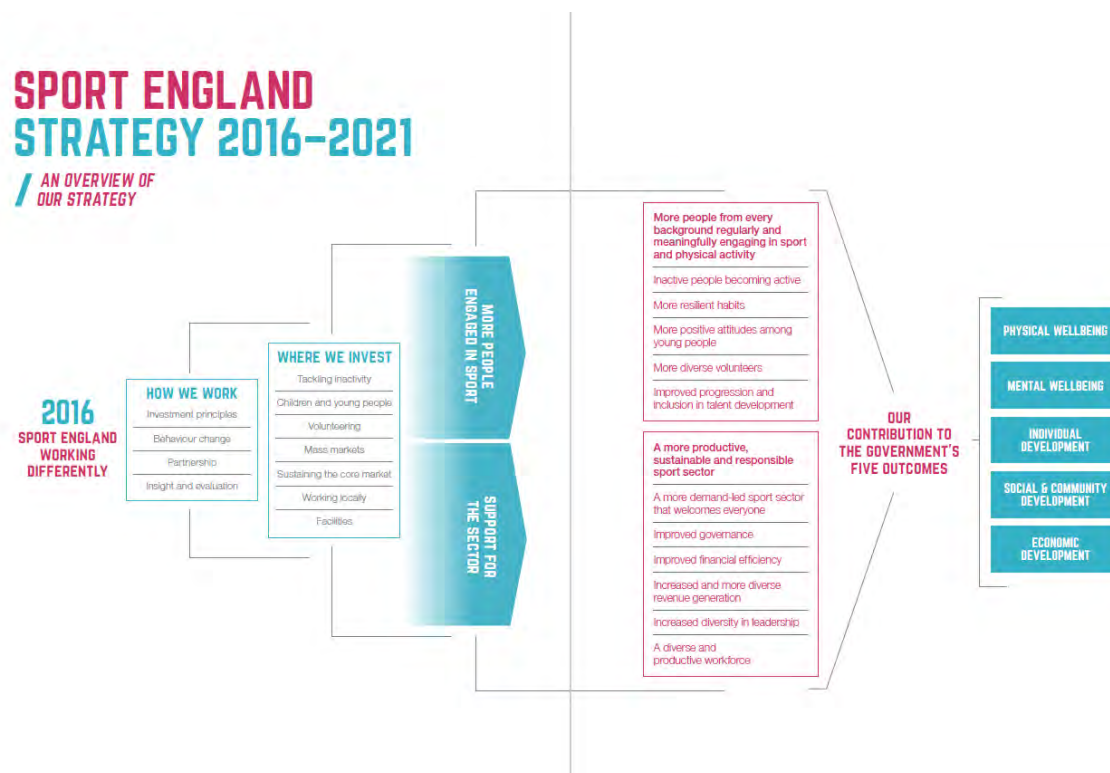 SPORT ENGLAND
STRATEGY 2016–2021
/ AN OVERVIEW OF
OUR STRATEGY
2016
SPORT ENGLAND
WORKING
DIFFERENTLY
HOW WE WORK
Investment principles
Behaviour change
Partnership
Insight and evaluation
WHERE WE INVEST
Tackling inactivity
Children and young people
Volunteering
Mass markets
Sustaining the core market
Working locally
Facilities
MORE PEOPLE
ENGAGED IN SPORT
SUPPORT FOR
THE SECTOR
More people from every
background regularly and
meaningfully engaging in sport
and physical activity
Inactive people becoming active
More resilient habits
More positive attitudes among
young people
More diverse volunteers
Improved progression and
inclusion in talent development
A more productive,
sustainable and responsible
sport sector
A more demand-led sport sector
that welcomes everyone
Improved governance
Improved financial efficiency
Increased and more diverse
revenue generation
Increased diversity in leadership
A diverse and
productive workforce
OUR
CONTRIBUTION TO
THE GOVERNMENT'S
FIVE OUTCOMES
PHYSICAL WELLBEING
MENTAL WELLBEING
INDIVIDUAL
DEVELOPMENT
SOCIAL & COMMUNITY
DEVELOPMENT
ECONOMIC
DEVELOPMENT